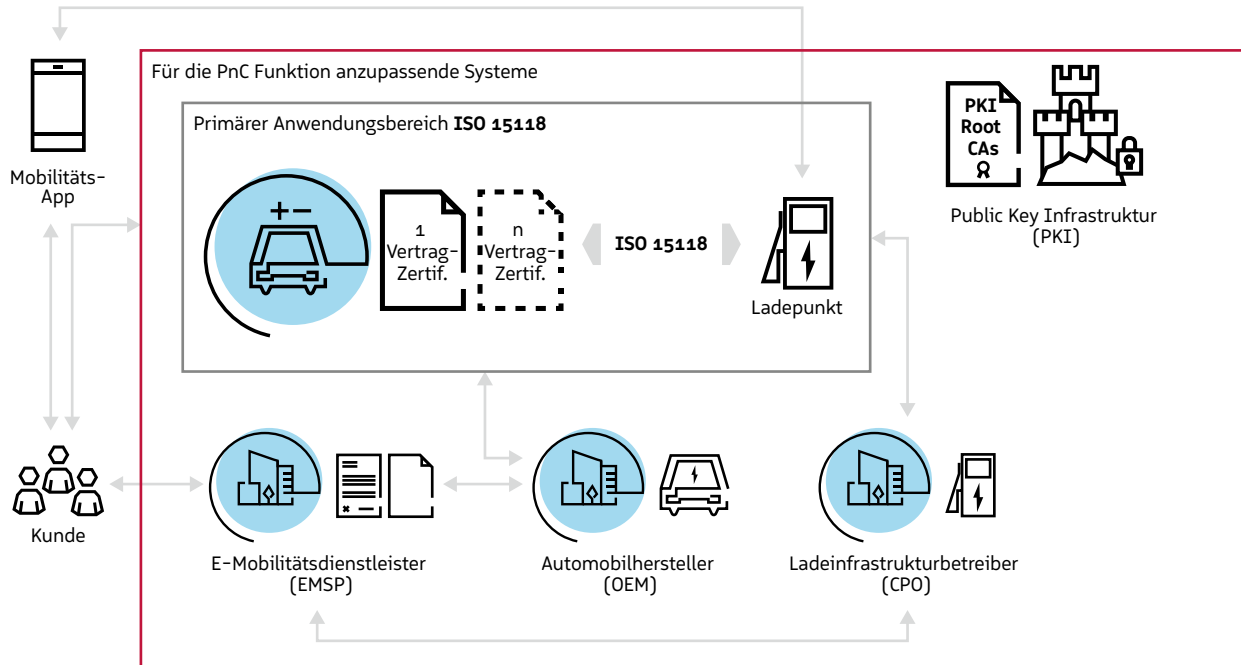 Für die PnC Funktion anzupassende Systeme
PKI
Root
CAs
Public Key Infrastruktur
(PKI)
Primärer Anwendungsbereich ISO 15118
Mobilitäts-
App
+−
1
Vertrag-
Zertif.
n
Vertrag-
Zertif.
ISO 15118
Ladepunkt
Kunde
E-Mobilitätsdienstleister
(EMSP)
Automobilhersteller
(OEM)
Ladeinfrastrukturbetreiber
(CPO)